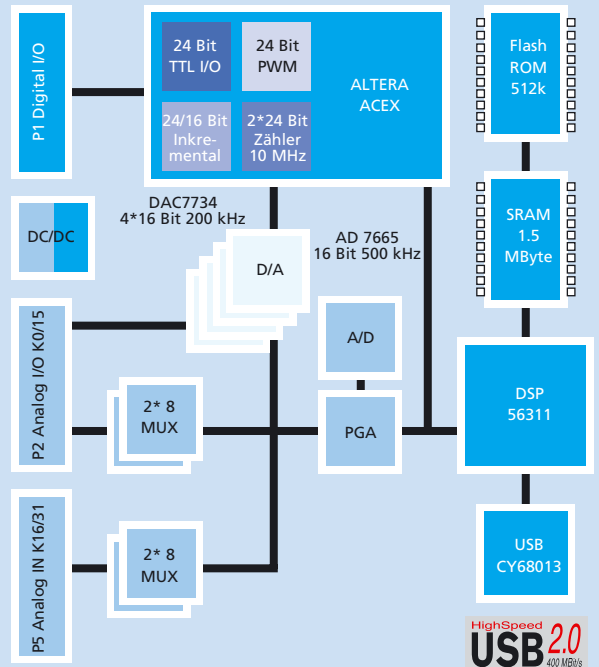 P1 Digital I/O
24 Bit
TTL I/O
24 Bit
PWM
ALTERA
ACEX
24/16 Bit
Inkre-
mental
2*24 Bit
Zähler
10 MHz
Flash
ROM
512k
DC/DC
DAC7734
4*16 Bit 200 kHz
D/A
AD 7665
16 Bit 500 kHz
SRAM
1.5
MByte
P2 Analog I/O K0/15
2* 8
MUX
A/D
PGA
DSP
56311
P5 Analog IN K16/31
2* 8
MUX
USB
CY68013
HighSpeed
USB 2.0
400 MBit/s